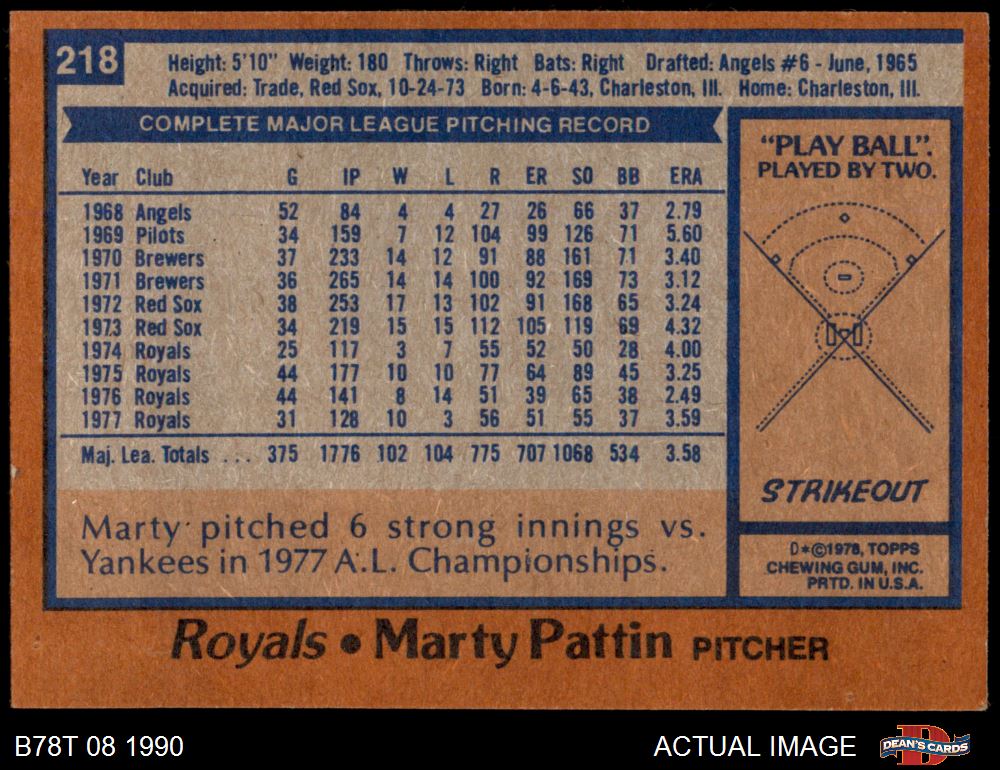 218
Height: 5'10" Weight: 180 Throws: Right Bats: Right Drafted: Angels #6 - June, 1965
Acquired: Trade, Red Sox, 10-24-73 Born: 4-6-43, Charleston, Ill. Home: Charleston, Ill.
COMPLETE MAJOR LEAGUE PITCHING RECORD
Year Club G IP W L R ER SO BB ERA
1968 Angels 52 84 4 4 27 26 66 37 2.79
1969 Pilots 34 159 7 12 104 99 126 71 5.60
1970 Brewers 37 233 14 12 91 88 161 71 3.40
1971 Brewers 36 265 14 14 100 92 169 73 3.12
1972 Red Sox 38 253 17 13 102 91 168 65 3.24
1973 Red Sox 34 219 15 15 112 105 119 69 4.32
1974 Royals 25 117 3 7 55 52 50 28 4.00
1975 Royals 44 177 10 10 77 64 89 45 3.25
1976 Royals 44 141 8 14 51 39 65 38 2.49
1977 Royals 31 128 10 3 56 51 55 37 3.59
Maj. Lea. Totals ... 375 1776 102 104 775 707 1068 534 3.58
Marty pitched 6 strong innings vs.
Yankees in 1977 A.L. Championships.
"PLAY BALL".
PLAYED BY TWO.
STRIKEOUT
D*©1978, TOPPS
CHEWING GUM, INC.
PRTD. IN U.S.A.
Royals • Marty Pattin PITCHER
B78T 08 1990
ACTUAL IMAGE
DEAN'S CARDS